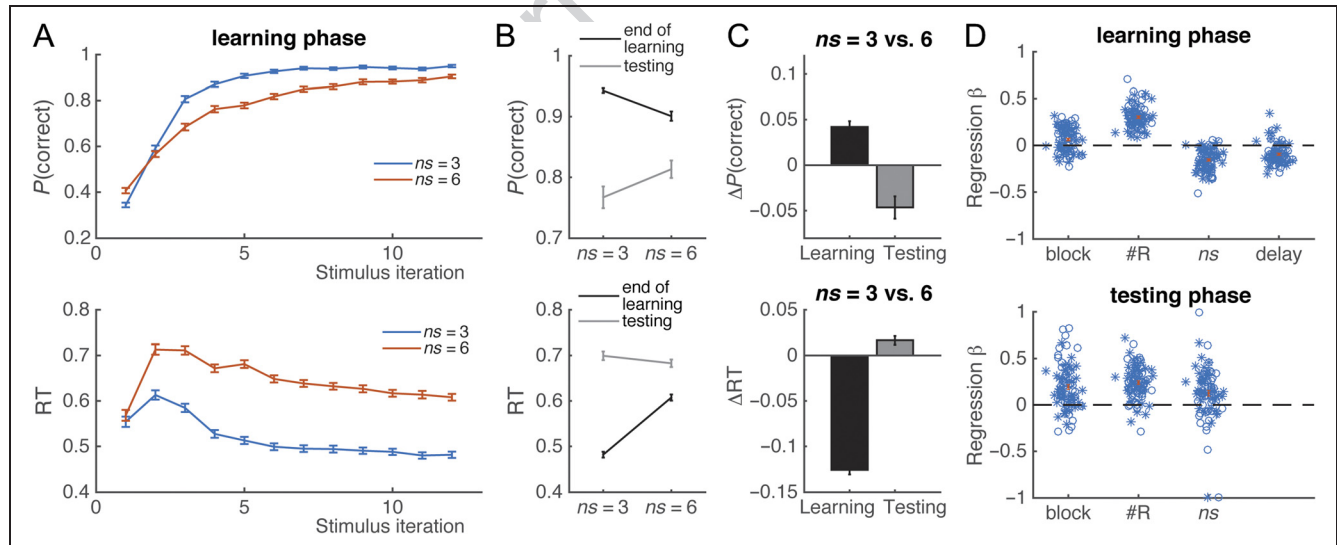 A
learning phase
P(correct)
1
0.8
0.6
0.4
0.2
0
5
10
Stimulus iteration
ns = 3
ns = 6
RT
0.8
0.7
0.6
0.5
0.4
0
5
10
Stimulus iteration
ns = 3
ns = 6
B
end of
learning
testing
P(correct)
1
0.9
0.8
0.7
ns = 3
ns = 6
end of
learning
testing
RT
0.8
0.7
0.6
0.5
0.4
ns = 3
ns = 6
C
ns = 3 vs. 6
ΔP(correct)
0.1
0.05
0
−0.05
Learning
Testing
ns = 3 vs. 6
ΔRT
0.05
0
−0.05
−0.1
−0.15
Learning
Testing
D
learning phase
Regression β
1
0.5
0
−0.5
−1
block
#R
ns
delay
testing phase
Regression β
1
0.5
0
−0.5
−1
block
#R
ns